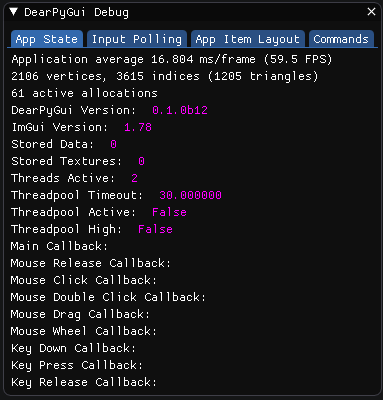 DearPyGui Debug
App State Input Polling App Item Layout Commands
Application average 16.804 ms/frame (59.5 FPS)
2106 vertices, 3615 indices (1205 triangles)
61 active allocations
DearPyGui Version: 0.1.0b12
ImGui Version: 1.78
Stored Data: 0
Stored Textures: 0
Threads Active: 2
Threadpool Timeout: 30.000000
Threadpool Active: False
Threadpool High: False
Main Callback:
Mouse Release Callback:
Mouse Click Callback:
Mouse Double Click Callback:
Mouse Drag Callback:
Mouse Wheel Callback:
Key Down Callback:
Key Press Callback:
Key Release Callback: